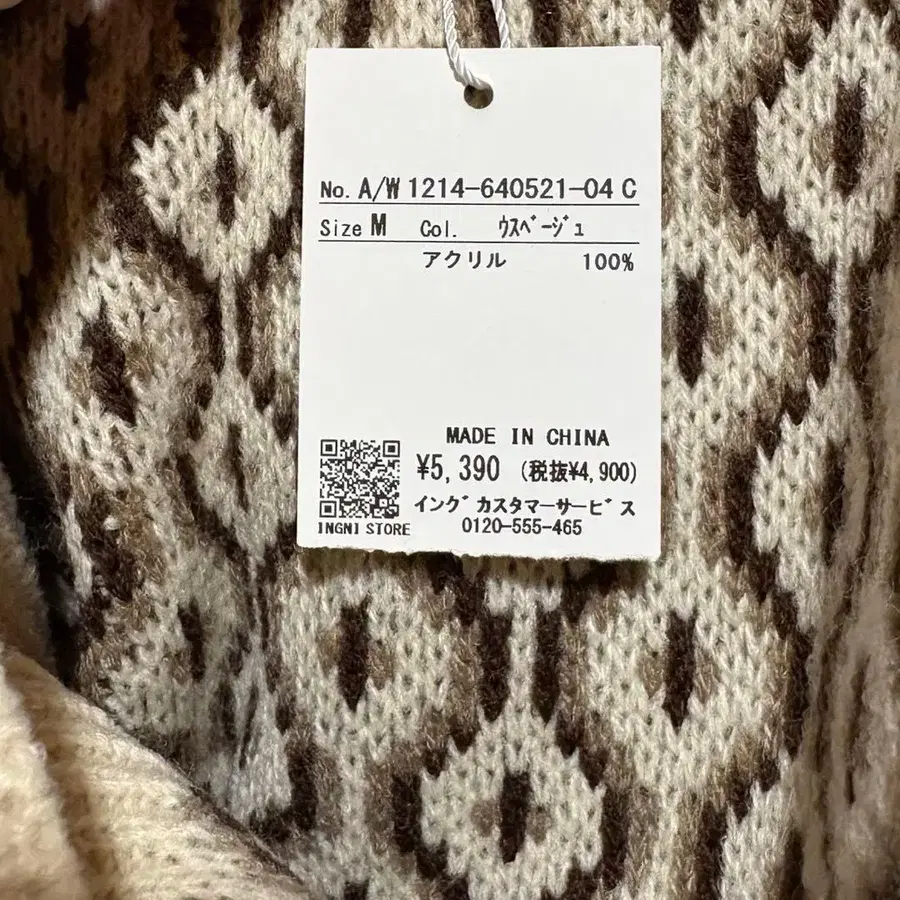 No. A/W 1214-640521-04 C
Size M Col. ｳｽﾍﾞｰｼﾞｭ
アクリル 100%
MADE IN CHINA
¥5,390 (税抜¥4,900)
イングﾞカスタマーサービﾞス
INGNI STORE
0120-555-465